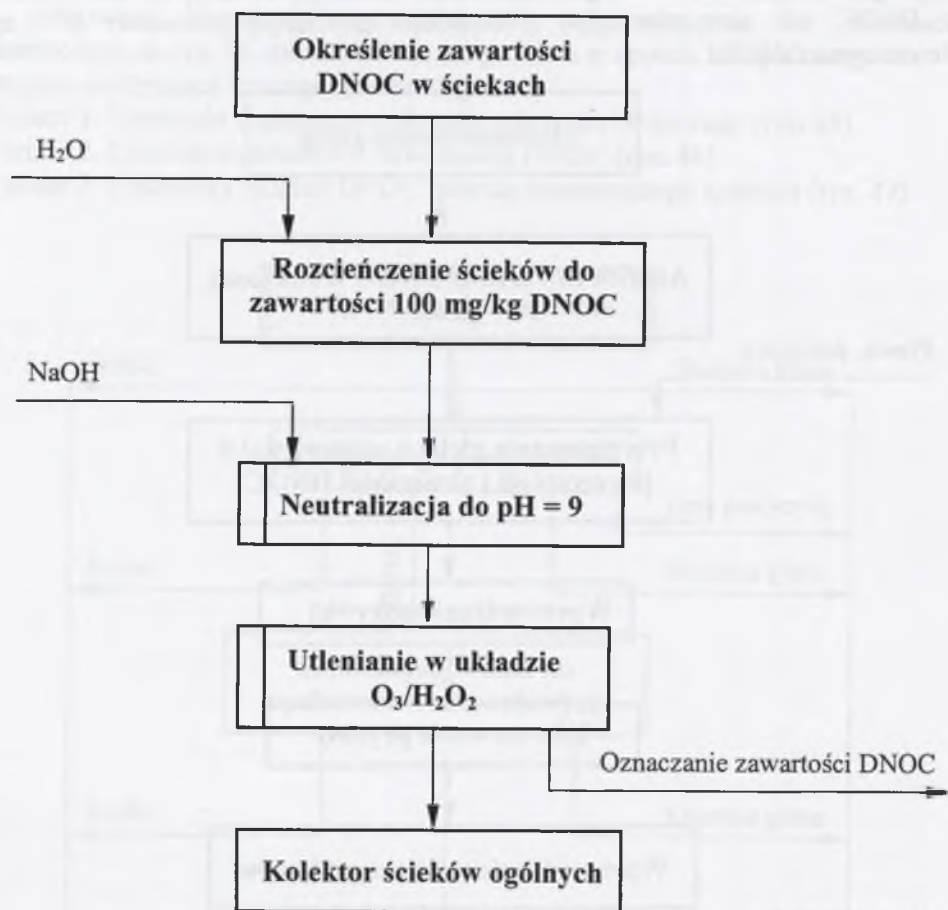 Określenie zawartości
DNOC w ściekach
H₂O
Rozcieńczenie ścieków do
zawartości 100 mg/kg DNOC
NaOH
Neutralizacja do pH = 9
Utlenianie w układzie
O₃/H₂O₂
Oznaczanie zawartości DNOC
Kolektor ścieków ogólnych